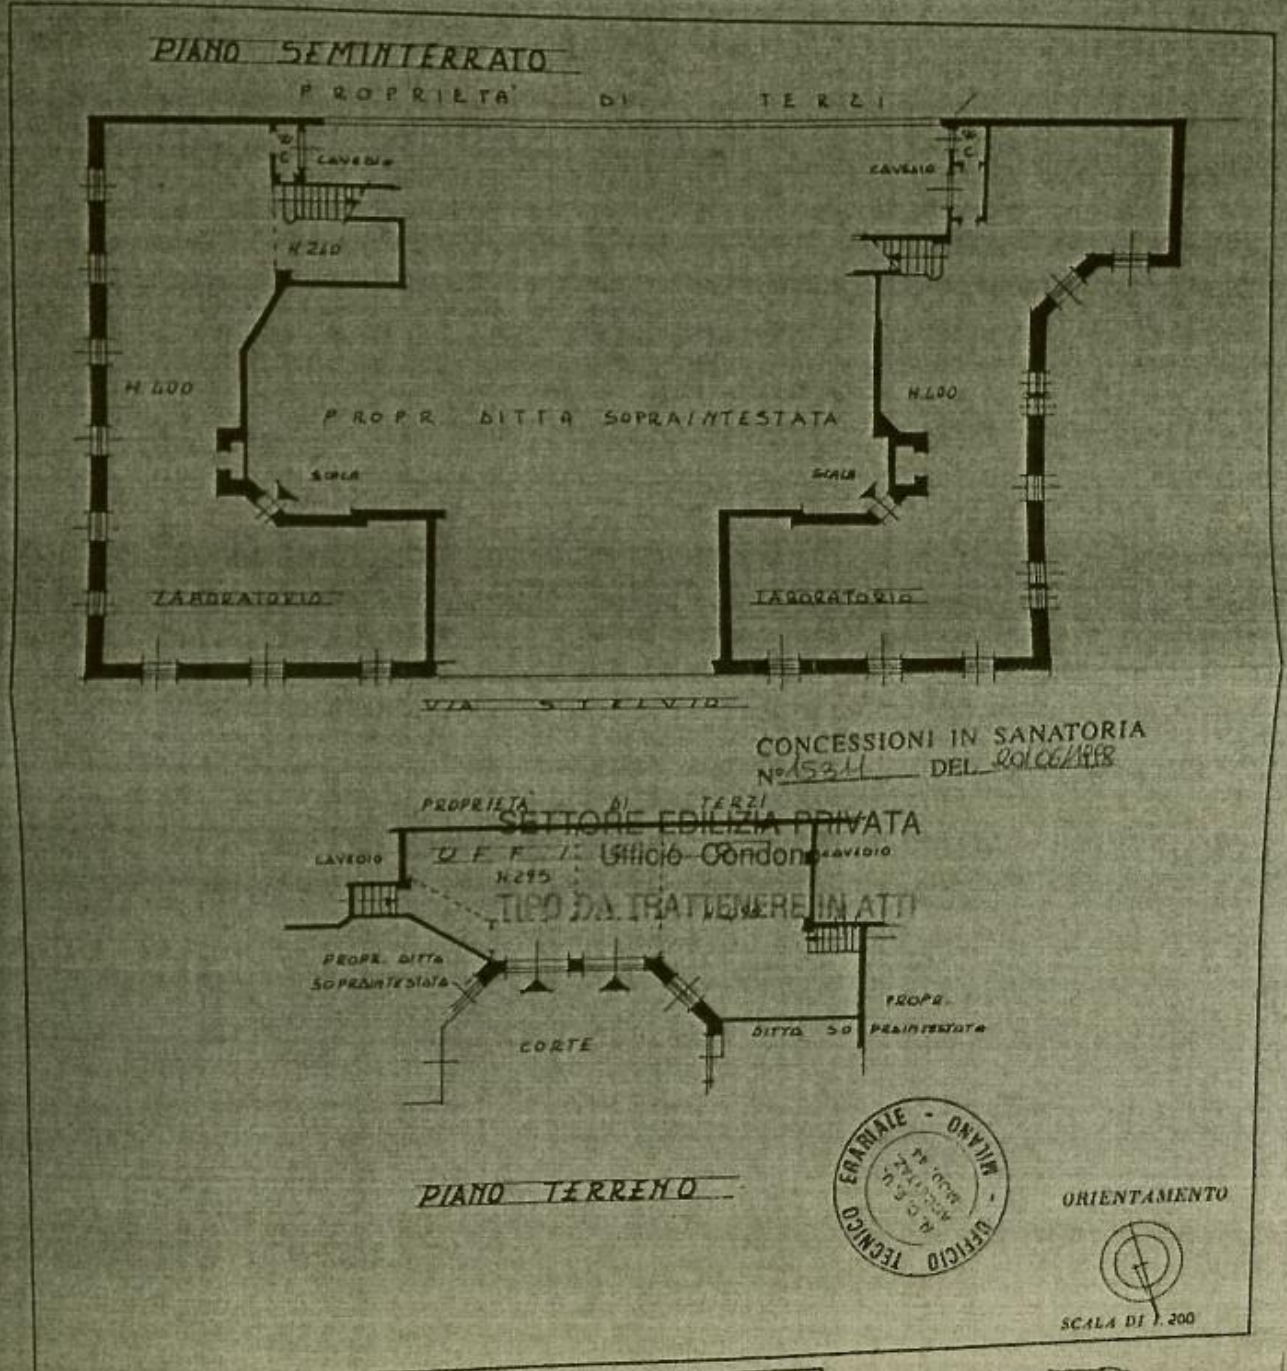 PIANO SEMINTERRATO
PROPRIETA' DI TERZI
W C
CAVEDIO
CAVEDIO
W C
H.210
H.400
H.400
PROPR DITTA SOPRAINTESTATA
SCALA
SCALA
LABORATORIO
LABORATORIO
VIA STELVIO
CONCESSIONI IN SANATORIA
N° DEL 20/06/1998
PROPRIETA' DI TERZI
SETTORE EDILIZIA PRIVATA
CAVEDIO
UFFI
Ufficio Condono
CAVEDIO
H.295
TIPO DA TRATTENERE IN ATTI
PROPR. DITTA
SOPRAINTESTATA
PROPR.
DITTA SOPRAINTESTATA
CORTE
PIANO TERRENO
UFFICIO TECNICO ERARIALE - MILANO -
N. C. E. U.
ORIENTAMENTO
SCALA DI 1:200